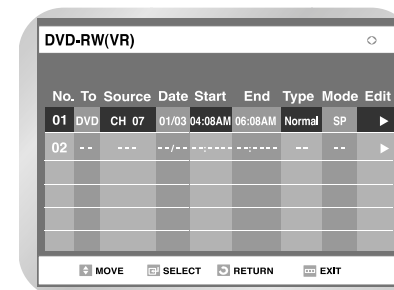 DVD-RW(VR)
No. To Source Date Start End Type Mode Edit
01 DVD CH 07 01/03 04:08AM 06:08AM Normal SP ►
02 -- --- --/-- --:---- --:---- -- -- ►
MOVE SELECT RETURN EXIT